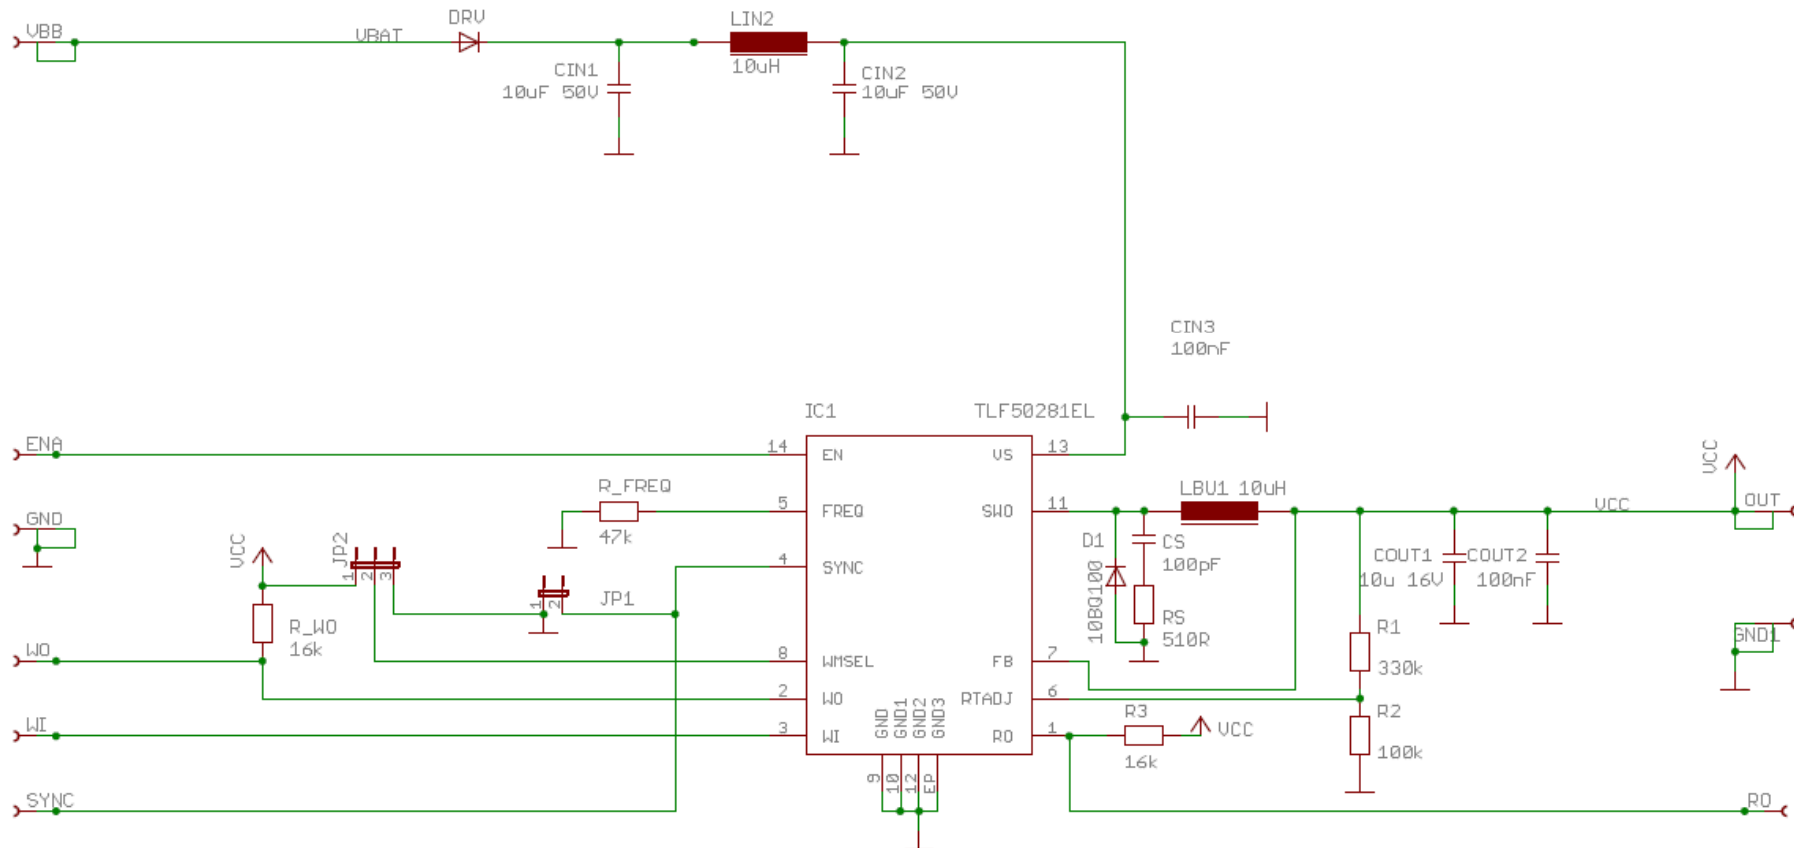 DRV
LIN2
VBB
VBAT
10uH
CIN1
10uF 50V
CIN2
10uF 50V
CIN3
100nF
IC1
TLF50281EL
ENA
14
EN
VS
13
VCC
R_FREQ
LBU1 10uH
OUT
5
FREQ
SWO
11
VCC
GND
47k
VCC
JP2
1
2
3
D1
10BQ100
CS
100pF
COUT1
10u 16V
COUT2
100nF
4
SYNC
1
2
JP1
R_WO
16k
RS
510R
R1
330k
GND1
WO
8
WMSEL
FB
7
2
WO
RTADJ
6
GND
GND1
GND2
GND3
R3
16k
VCC
R2
100k
WI
3
WI
RO
1
9
10
12
EP
SYNC
RO